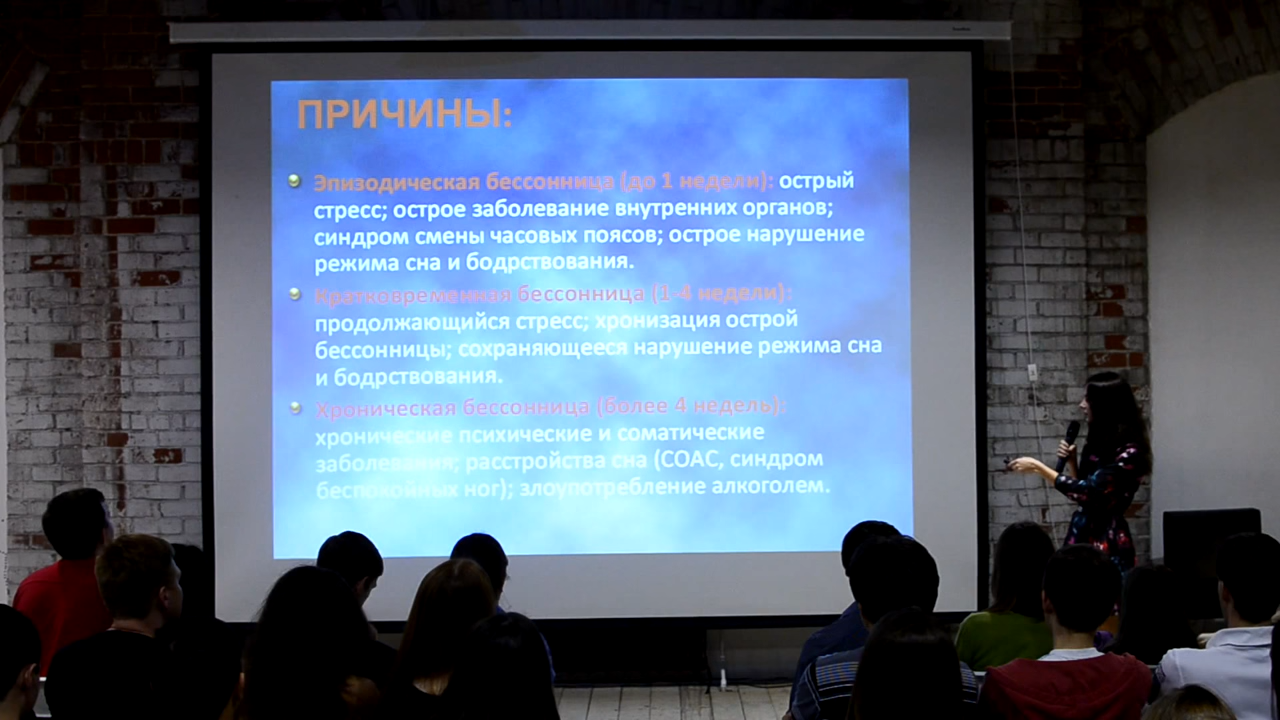 ПРИЧИНЫ:
Эпизодическая бессонница (до 1 недели): острый
стресс; острое заболевание внутренних органов;
синдром смены часовых поясов; острое нарушение
режима сна и бодрствования.
Кратковременная бессонница (1-4 недели):
продолжающийся стресс; хронизация острой
бессонницы; сохраняющееся нарушение режима сна
и бодрствования.
Хроническая бессонница (более 4 недель):
хронические психические и соматические
заболевания; расстройства сна (СОАС, синдром
беспокойных ног); злоупотребление алкоголем.